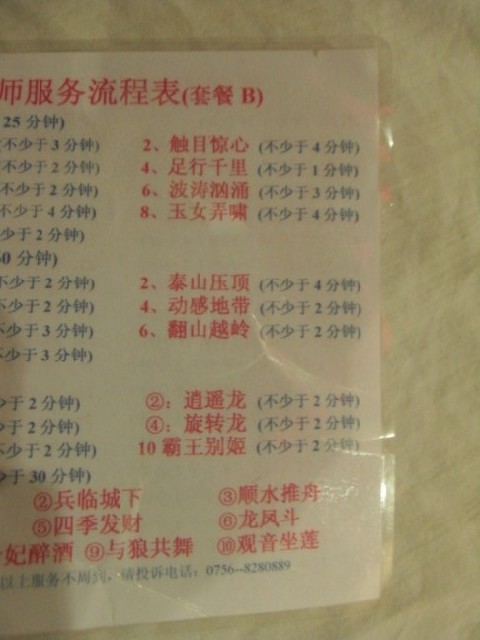 师服务流程表(套餐 B)
25 分钟)
(不少于 3 分钟) 2、触目惊心 (不少于 4 分钟)
(不少于 2 分钟) 4、足行千里 (不少于 1 分钟)
(不少于 2 分钟) 6、波涛汹涌 (不少于 3 分钟)
(不少于 4 分钟) 8、玉女弄啸 (不少于 4 分钟)
少于 2 分钟)
0 分钟)
不少于 2 分钟) 2、泰山压顶 (不少于 4 分钟)
不少于 2 分钟) 4、动感地带 (不少于 2 分钟)
不少于 3 分钟) 6、翻山越岭 (不少于 2 分钟)
不少于 3 分钟)
少于 2 分钟) ②：逍遥龙 (不少于 2 分钟)
少于 2 分钟) ④：旋转龙 (不少于 2 分钟)
不少于 2 分钟) 10 霸王别姬 (不少于 2 分钟)
少于 30 分钟)
②兵临城下 ③顺水推舟
⑤四季发财 ⑥龙凤斗
妃醉酒 ⑨与狼共舞 ⑩观音坐莲
以上服务不周到，请投诉电话：0756--8280889